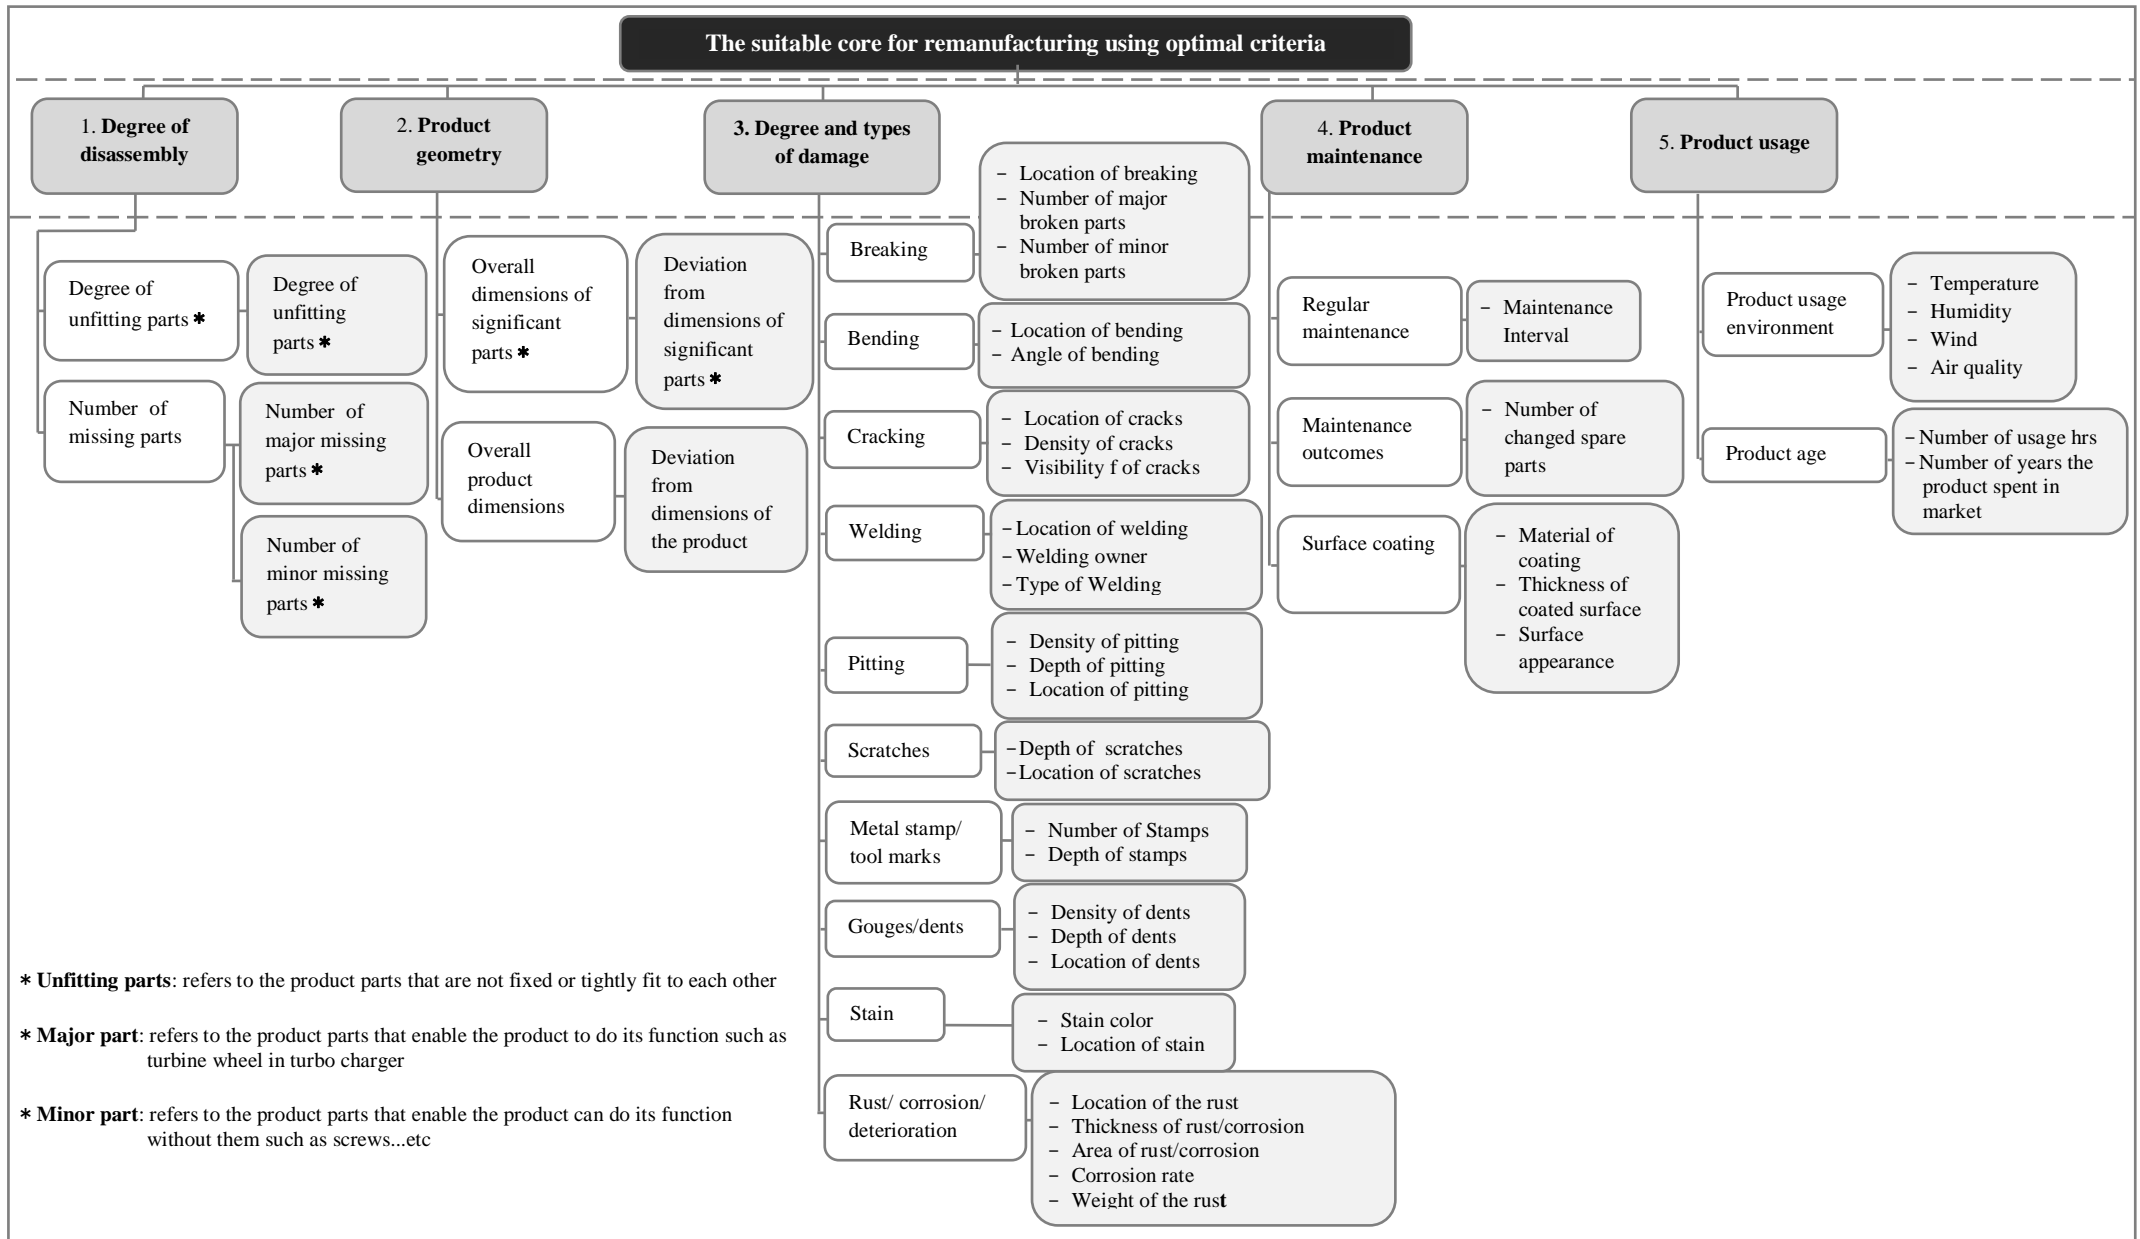 The suitable core for remanufacturing using optimal criteria
1. Degree of
disassembly
Degree of
unfitting parts *
Degree of
unfitting
parts *
Number of
missing parts
Number of
major missing
parts *
Number of
minor missing
parts *
2. Product
geometry
Overall
dimensions of
significant
parts *
Deviation
from
dimensions of
significant
parts *
Overall
product
dimensions
Deviation
from
dimensions of
the product
3. Degree and types
of damage
Breaking
– Location of breaking
– Number of major
broken parts
– Number of minor
broken parts
Bending
– Location of bending
– Angle of bending
Cracking
– Location of cracks
– Density of cracks
– Visibility f of cracks
Welding
– Location of welding
– Welding owner
– Type of Welding
Pitting
– Density of pitting
– Depth of pitting
– Location of pitting
Scratches
– Depth of scratches
– Location of scratches
Metal stamp/
tool marks
– Number of Stamps
– Depth of stamps
Gouges/dents
– Density of dents
– Depth of dents
– Location of dents
Stain
– Stain color
– Location of stain
Rust/ corrosion/
deterioration
– Location of the rust
– Thickness of rust/corrosion
– Area of rust/corrosion
– Corrosion rate
– Weight of the rust
4. Product
maintenance
Regular
maintenance
– Maintenance
Interval
Maintenance
outcomes
– Number of
changed spare
parts
Surface coating
– Material of
coating
– Thickness of
coated surface
– Surface
appearance
5. Product usage
Product usage
environment
– Temperature
– Humidity
– Wind
– Air quality
Product age
– Number of usage hrs
– Number of years the
product spent in
market
* Unfitting parts: refers to the product parts that are not fixed or tightly fit to each other
* Major part: refers to the product parts that enable the product to do its function such as
turbine wheel in turbo charger
* Minor part: refers to the product parts that enable the product can do its function
without them such as screws...etc